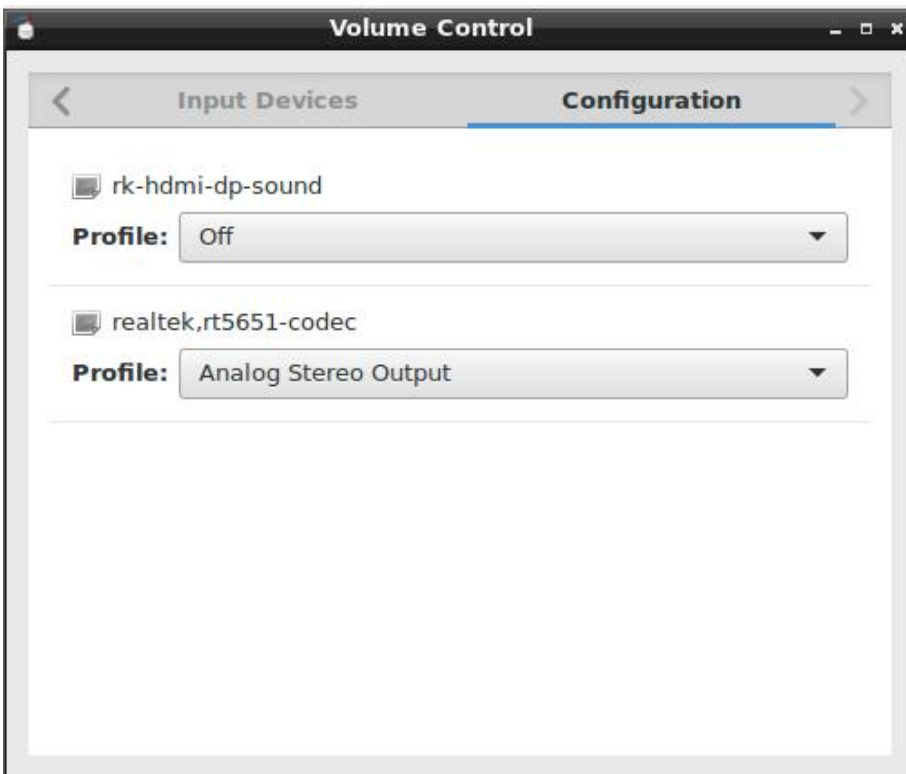 Volume Control
Input Devices Configuration
rk-hdmi-dp-sound
Profile: Off
realtek,rt5651-codec
Profile: Analog Stereo Output